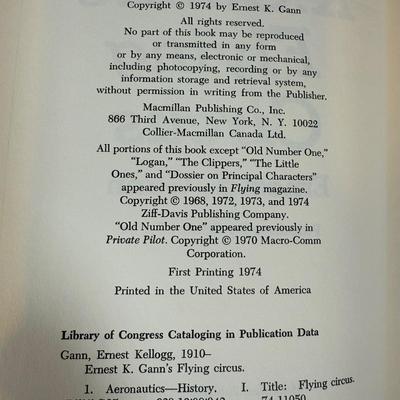 Copyright © 1974 by Ernest K. Gann
All rights reserved.
No part of this book may be reproduced
or transmitted in any form
or by any means, electronic or mechanical,
including photocopying, recording or by any
information storage and retrieval system,
without permission in writing from the Publisher.
Macmillan Publishing Co., Inc.
866 Third Avenue, New York, N. Y. 10022
Collier-Macmillan Canada Ltd.
All portions of this book except "Old Number One,"
"Logan," "The Clippers," "The Little
Ones," and "Dossier on Principal Characters"
appeared previously in Flying magazine.
Copyright © 1968, 1972, 1973, and 1974
Ziff-Davis Publishing Company.
"Old Number One" appeared previously in
Private Pilot. Copyright © 1970 Macro-Comm
Corporation.
First Printing 1974
Printed in the United States of America
Library of Congress Cataloging in Publication Data
Gann, Ernest Kellogg, 1910–
Ernest K. Gann's Flying circus.
1. Aeronautics—History. I. Title: Flying circus.
74-11050